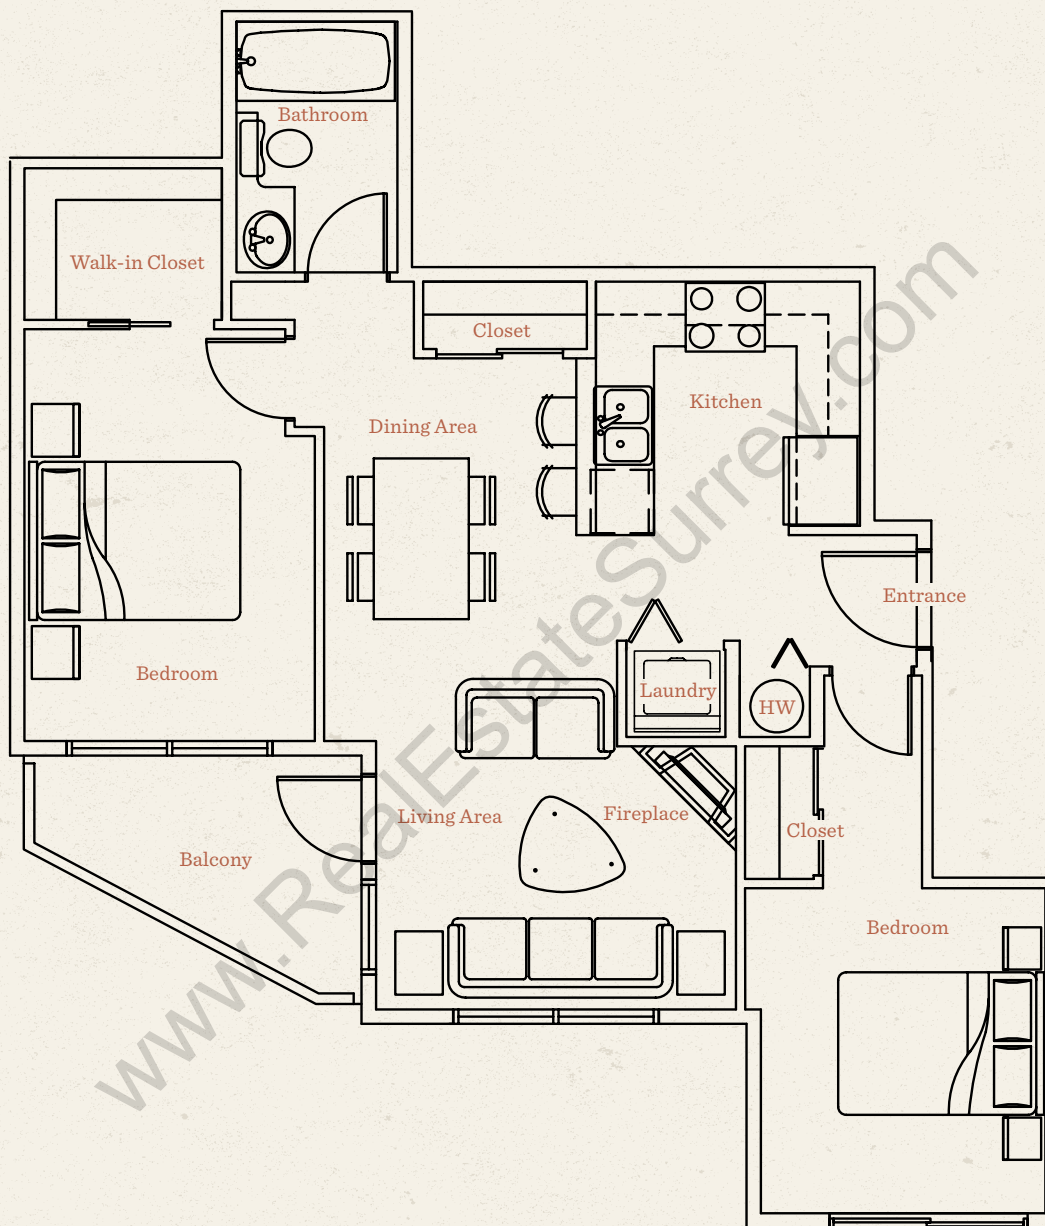 Bathroom
Walk-in Closet
Closet
Kitchen
Dining Area
Entrance
Bedroom
Laundry
HW
Living Area
Fireplace
Closet
Balcony
Bedroom
www.RealEstateSurrey.com